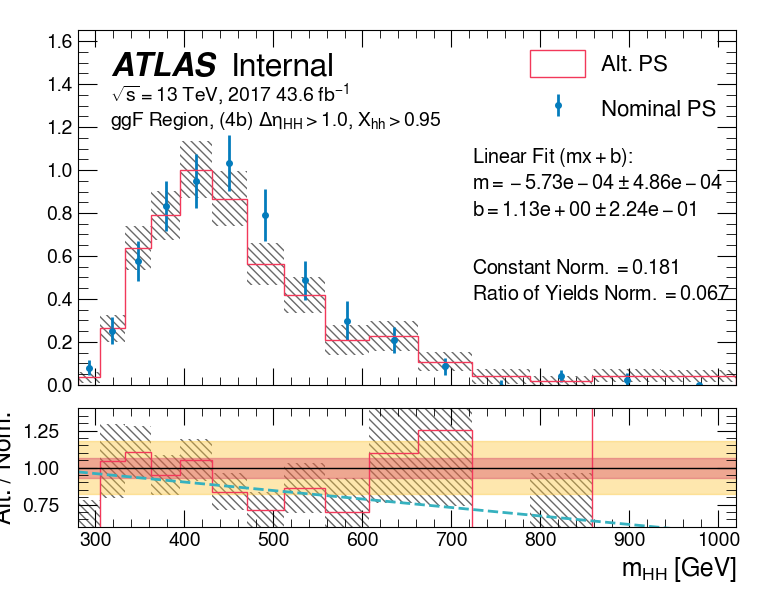 ATLAS Internal
√s = 13 TeV, 2017 43.6 fb⁻¹
ggF Region, (4b) Δη_HH > 1.0, X_hh > 0.95
Alt. PS
Nominal PS
Linear Fit (mx + b):
m = − 5.73e − 04 ± 4.86e − 04
b = 1.13e + 00 ± 2.24e − 01
Constant Norm. = 0.181
Ratio of Yields Norm. = 0.067
1.6
1.4
1.2
1.0
0.8
0.6
0.4
0.2
0.0
Alt. / Nom.
1.25
1.00
0.75
300 400 500 600 700 800 900 1000
m_HH [GeV]